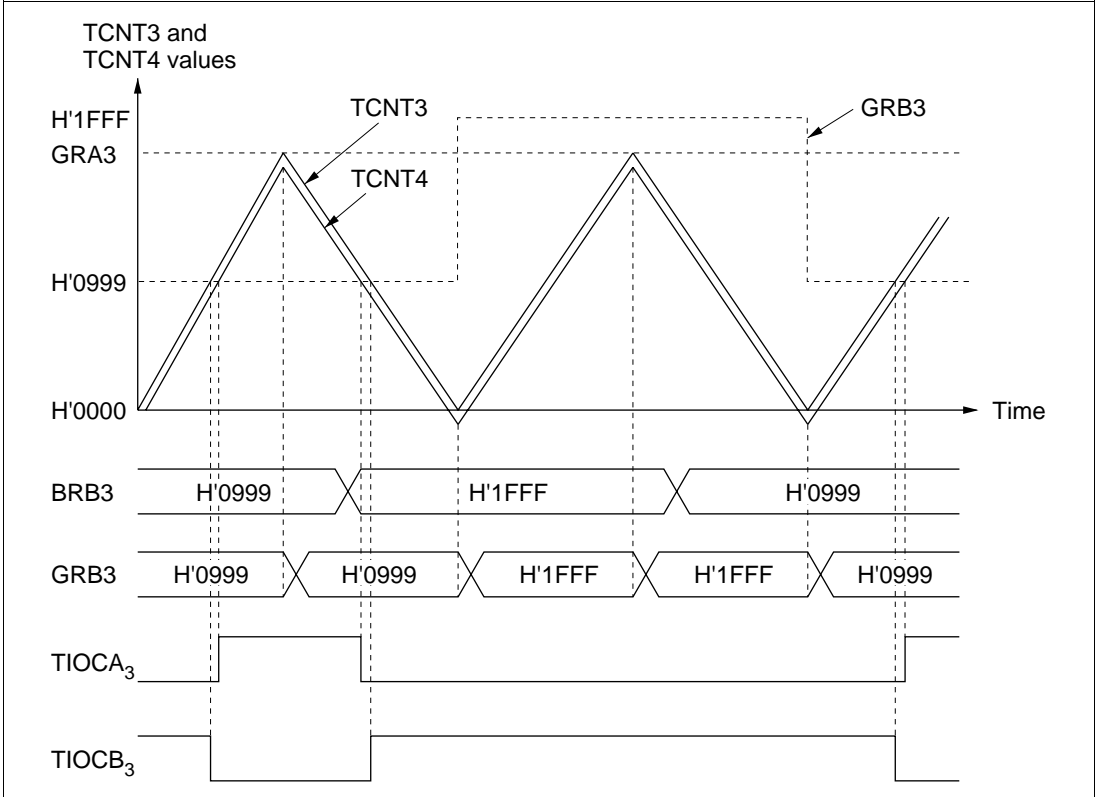 TCNT3 and
TCNT4 values
H'1FFF
TCNT3
GRB3
GRA3
TCNT4
H'0999
H'0000
Time
BRB3 H'0999 H'1FFF H'0999
GRB3 H'0999 H'0999 H'1FFF H'1FFF H'0999
TIOCA3
TIOCB3